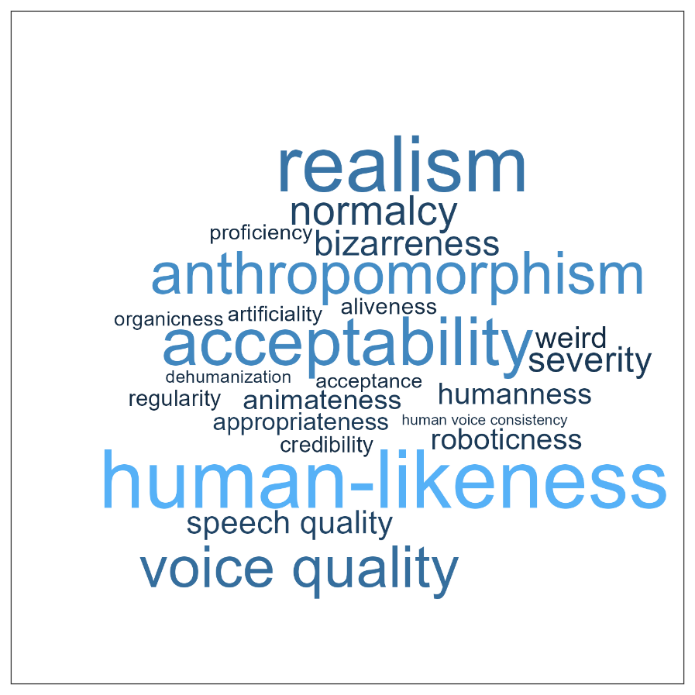 realism
normalcy
proficiency
bizarreness
anthropomorphism
aliveness
organicness
artificiality
acceptability
weird
severity
dehumanization
acceptance
regularity
animateness
humanness
appropriateness
human voice consistency
credibility
roboticness
human-likeness
speech quality
voice quality